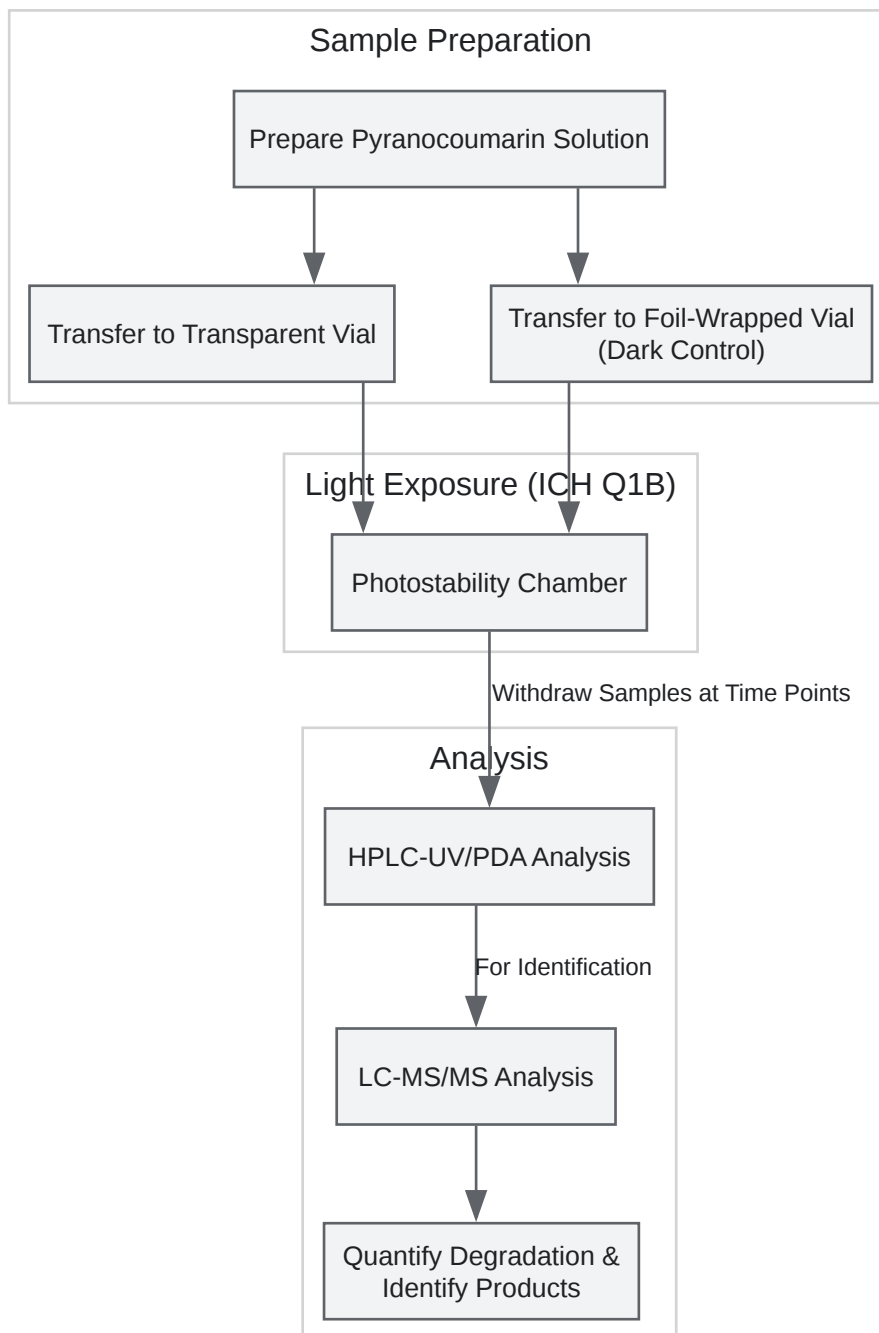 Sample Preparation
Prepare Pyranocoumarin Solution
Transfer to Transparent Vial
Transfer to Foil-Wrapped Vial
(Dark Control)
Light Exposure (ICH Q1B)
Photostability Chamber
Withdraw Samples at Time Points
Analysis
HPLC-UV/PDA Analysis
For Identification
LC-MS/MS Analysis
Quantify Degradation &
Identify Products